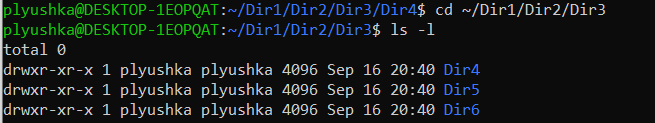 plyushka@DESKTOP-1EOPQAT:~/Dir1/Dir2/Dir3/Dir4$ cd ~/Dir1/Dir2/Dir3
plyushka@DESKTOP-1EOPQAT:~/Dir1/Dir2/Dir3$ ls -l
total 0
drwxr-xr-x 1 plyushka plyushka 4096 Sep 16 20:40 Dir4
drwxr-xr-x 1 plyushka plyushka 4096 Sep 16 20:40 Dir5
drwxr-xr-x 1 plyushka plyushka 4096 Sep 16 20:40 Dir6